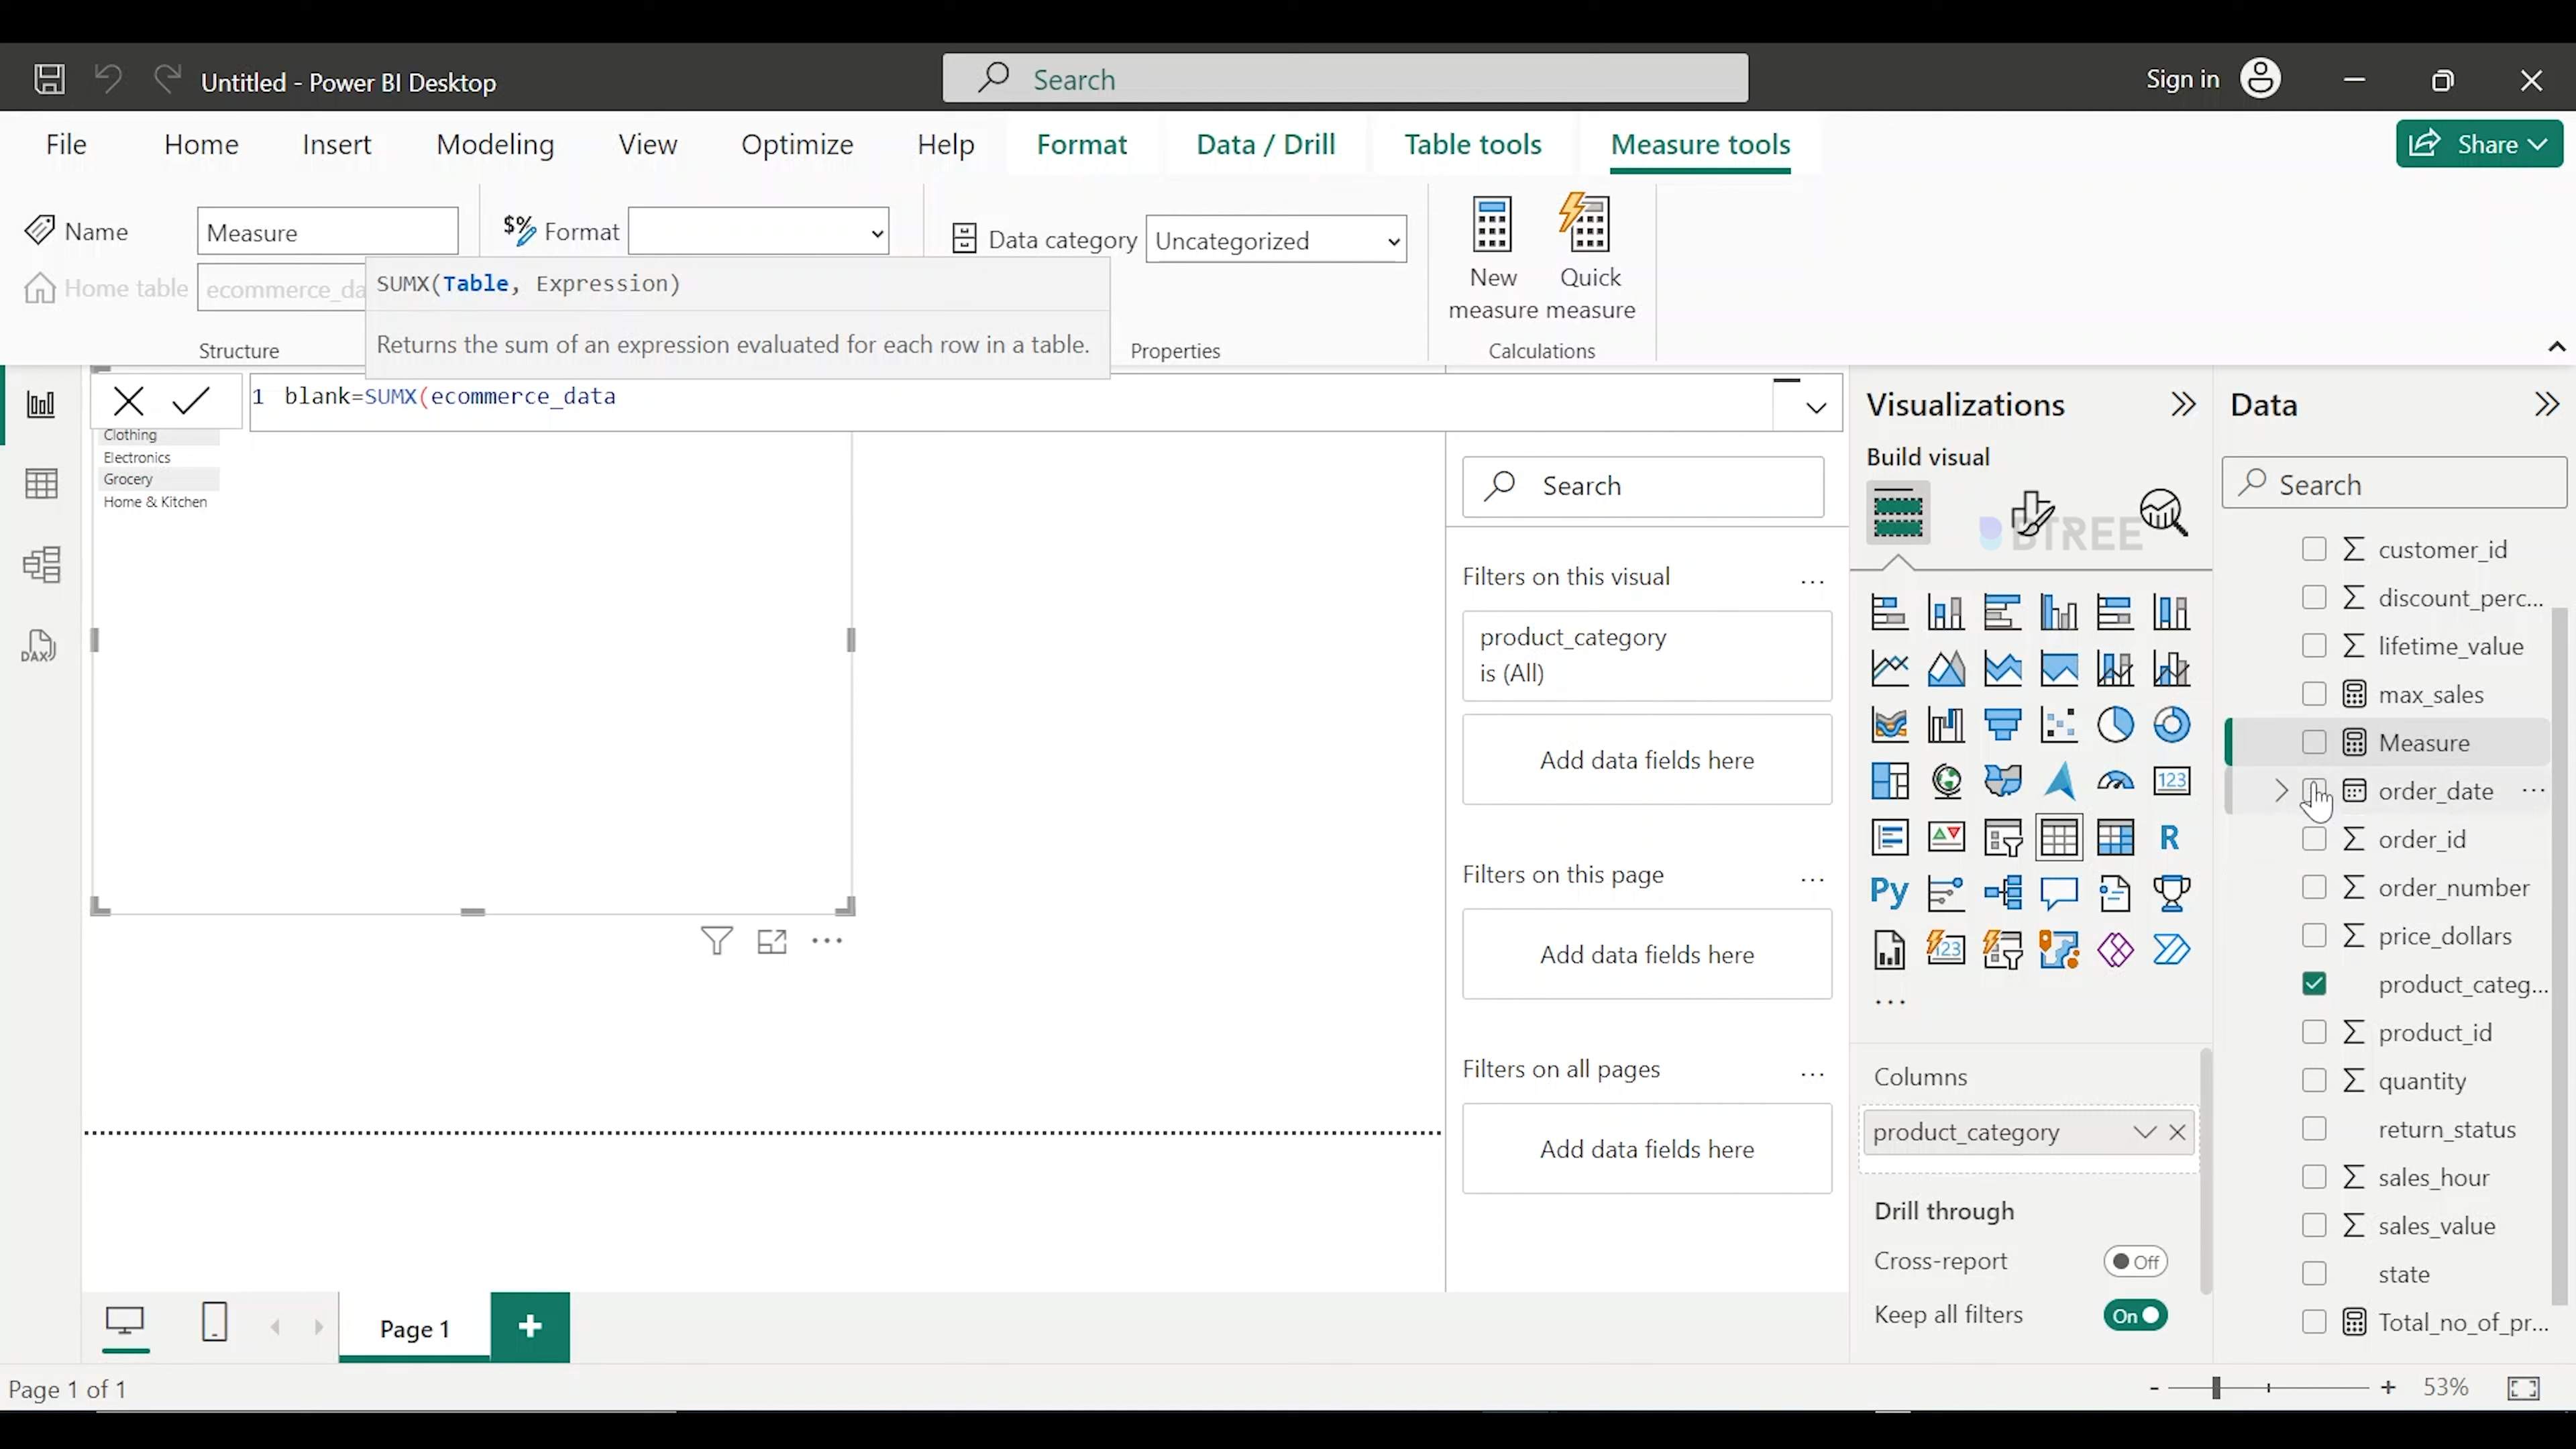 Untitled - Power BI Desktop
Search
Sign in
File Home Insert Modeling View Optimize Help Format Data / Drill Table tools Measure tools
Share
Name Measure
$% Format
Data category Uncategorized
New measure
Quick measure
Home table ecommerce_da
SUMX(Table, Expression)
Returns the sum of an expression evaluated for each row in a table.
Structure
Properties
Calculations
1 blank=SUMX(ecommerce_data
Clothing
Electronics
Grocery
Home & Kitchen
DAX
Search
Filters on this visual ...
product_category
is (All)
Add data fields here
Filters on this page ...
Add data fields here
Filters on all pages ...
Add data fields here
Visualizations
Build visual
BTREE
123
R
Py
123
...
Columns
product_category
Drill through
Cross-report Off
Keep all filters On
Data
Search
customer_id
discount_perc...
lifetime_value
max_sales
Measure
order_date ...
order_id
order_number
price_dollars
product_categ...
product_id
quantity
return_status
sales_hour
sales_value
state
Total_no_of_pr...
Page 1
+
Page 1 of 1
- + 53%